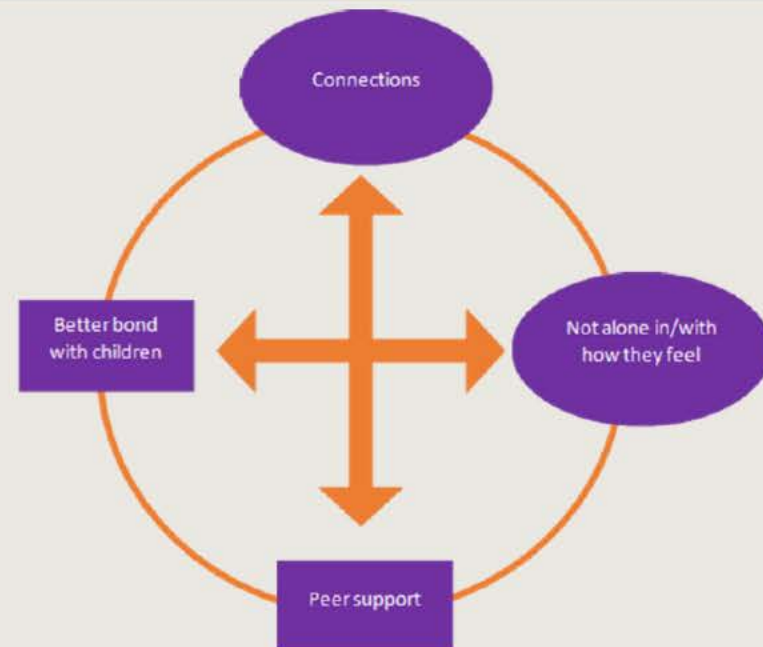 Connections
Better bond
with children
Not alone in/with
how they feel
Peer support